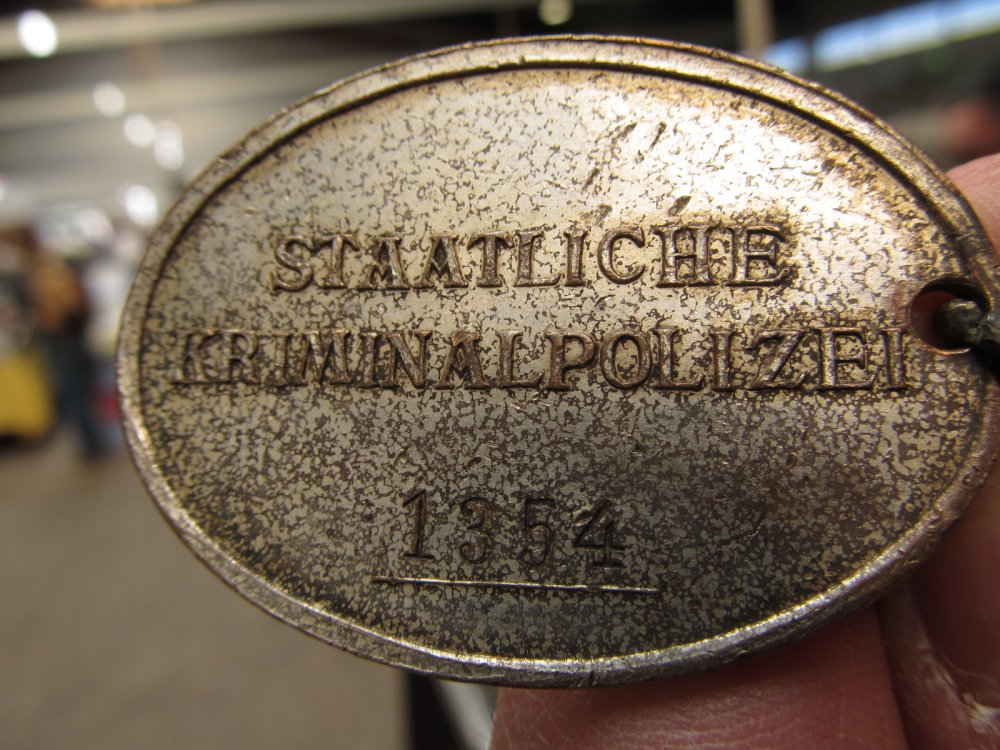 STAATLICHE
KRIMINALPOLIZEI
1354